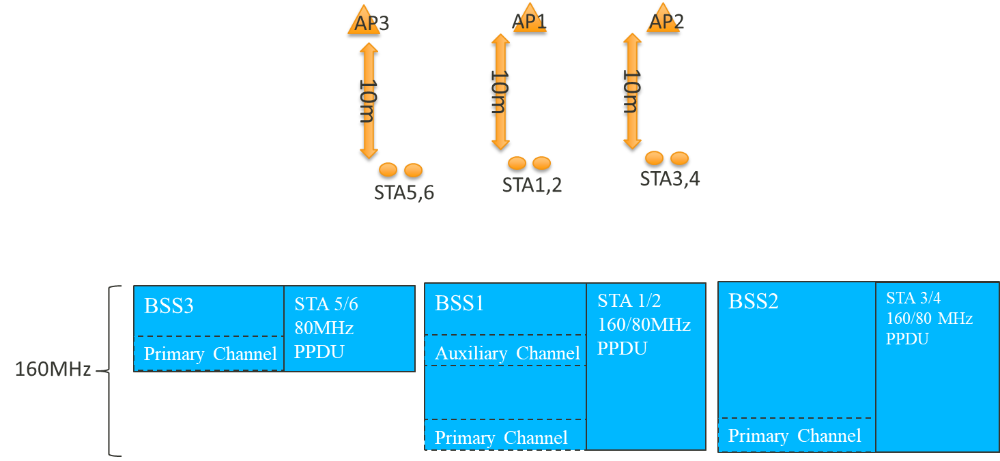 AP3
AP1
AP2
10m
10m
10m
STA5,6
STA1,2
STA3,4
160MHz
BSS3
Primary Channel
STA 5/6
80MHz
PPDU
BSS1
Auxiliary Channel
Primary Channel
STA 1/2
160/80MHz
PPDU
BSS2
Primary Channel
STA 3/4
160/80 MHz
PPDU